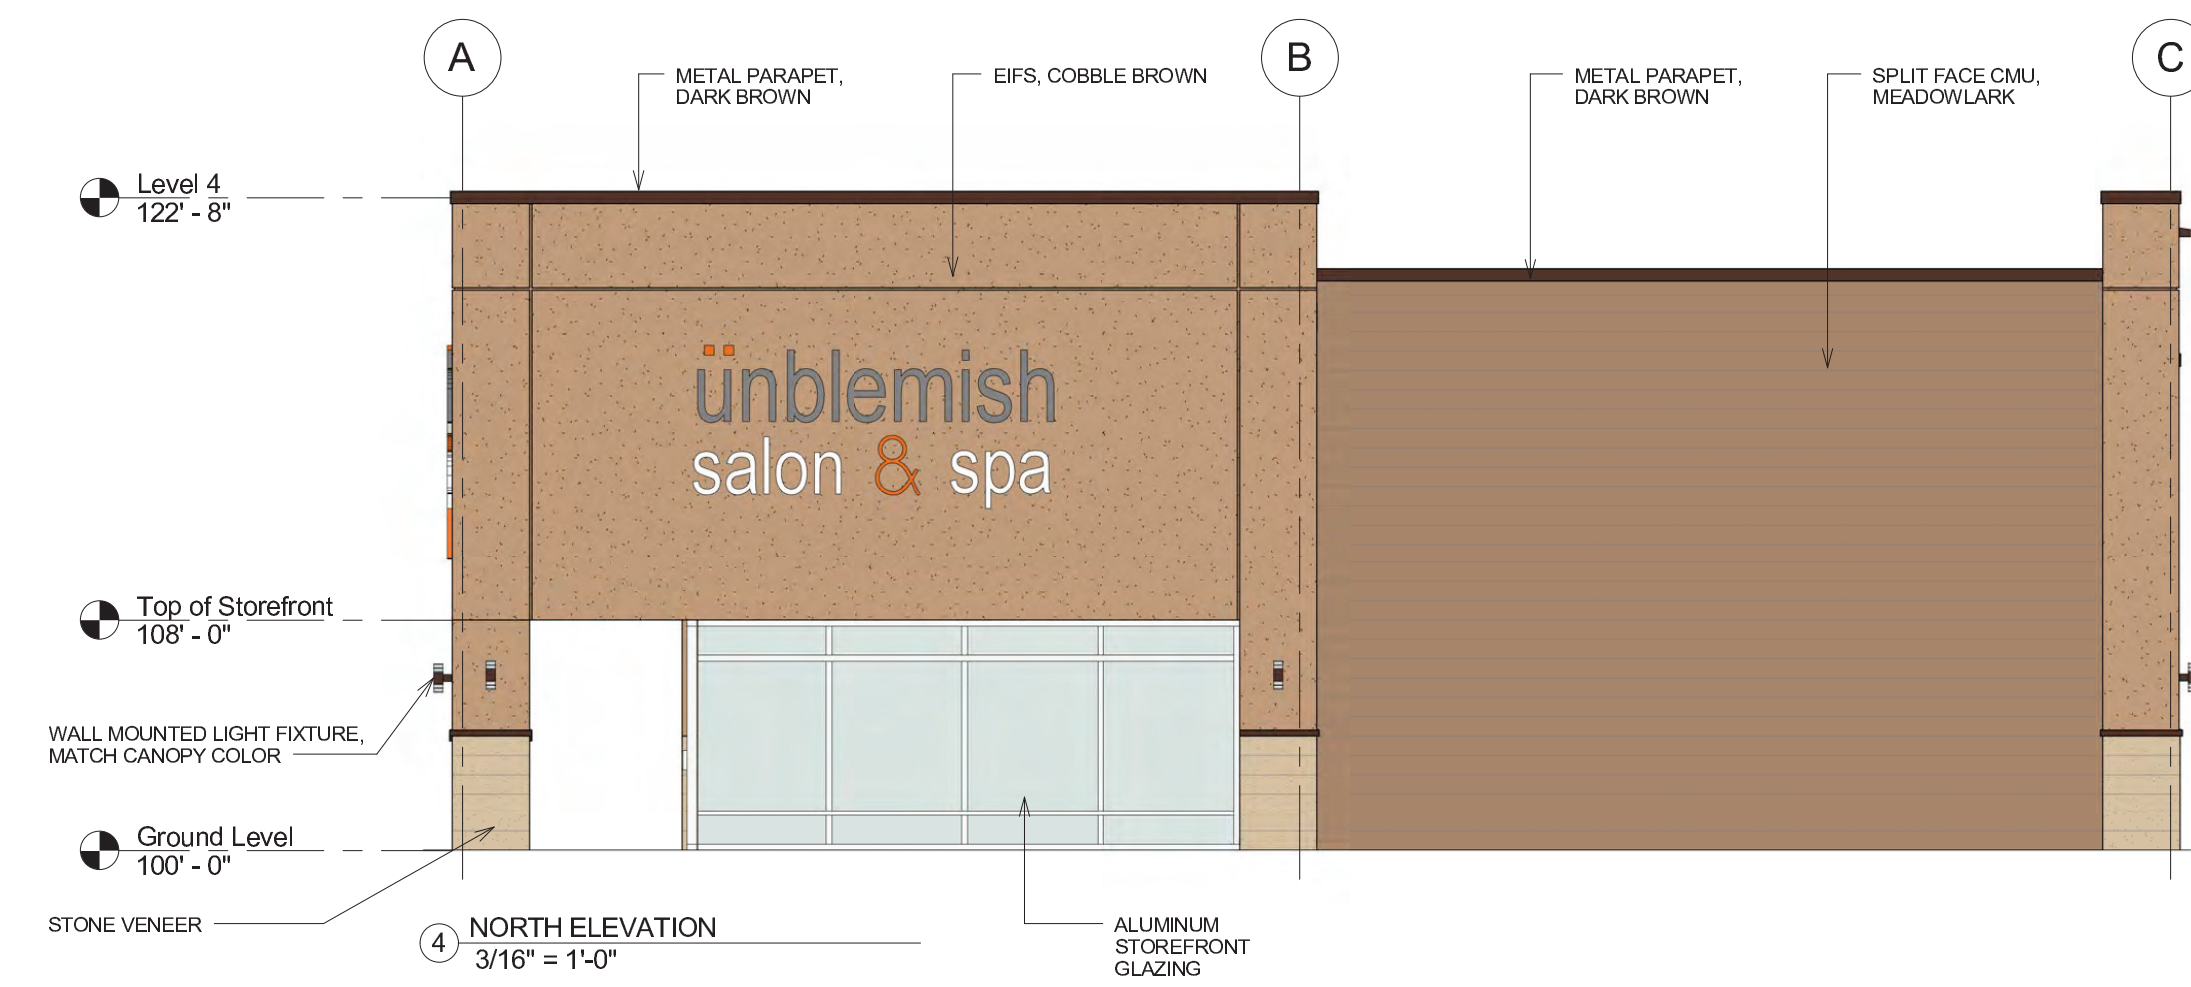 A
B
C
METAL PARAPET,
DARK BROWN
EIFS, COBBLE BROWN
METAL PARAPET,
DARK BROWN
SPLIT FACE CMU,
MEADOWLARK
Level 4
122' - 8"
ünblemish
salon & spa
Top of Storefront
108' - 0"
WALL MOUNTED LIGHT FIXTURE,
MATCH CANOPY COLOR
Ground Level
100' - 0"
STONE VENEER
4
NORTH ELEVATION
3/16" = 1'-0"
ALUMINUM
STOREFRONT
GLAZING